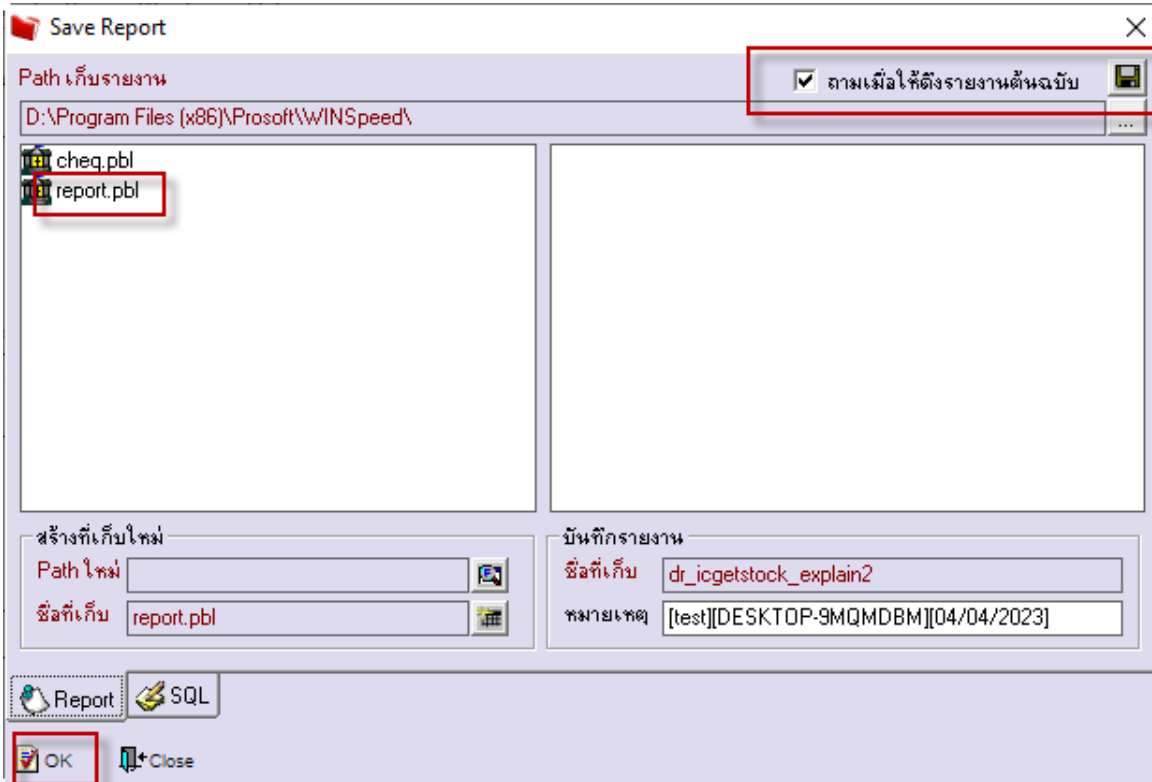 Save Report
Path เก็บรายงาน
ถามเมื่อให้ดึงรายงานต้นฉบับ
D:\Program Files (x86)\Prosoft\WINSpeed\
...
cheq.pbl
report.pbl
สร้างที่เก็บใหม่
Path ใหม่
ชื่อที่เก็บ report.pbl
บันทึกรายงาน
ชื่อที่เก็บ dr_icgetstock_explain2
หมายเหตุ [test][DESKTOP-9MQMDBM][04/04/2023]
Report SQL
OK Close